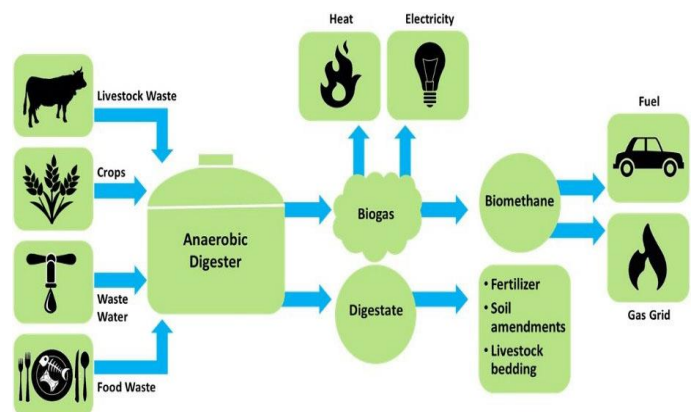 Heat
Electricity
Livestock Waste
Fuel
Crops
Biogas
Biomethane
Anaerobic
Digester
Waste
Water
Digestate
• Fertilizer
• Soil
amendments
• Livestock
bedding
Gas Grid
Food Waste